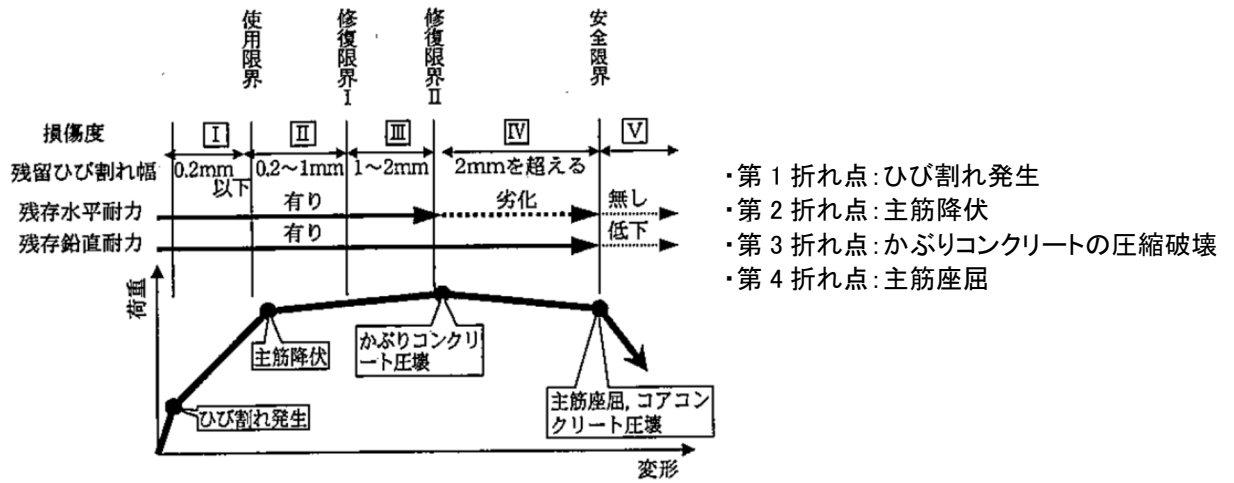 使用限界
修復限界Ⅰ
修復限界Ⅱ
安全限界
損傷度
Ⅰ
Ⅱ
Ⅲ
Ⅳ
Ⅴ
残留ひび割れ幅
0.2mm
以下
0.2〜1mm
1〜2mm
2mmを超える
残存水平耐力
有り
劣化
無し
残存鉛直耐力
有り
低下
荷重
ひび割れ発生
主筋降伏
かぶりコンクリ
ート圧壊
主筋座屈,コアコン
クリート圧壊
変形
・第1折れ点:ひび割れ発生
・第2折れ点:主筋降伏
・第3折れ点:かぶりコンクリートの圧縮破壊
・第4折れ点:主筋座屈